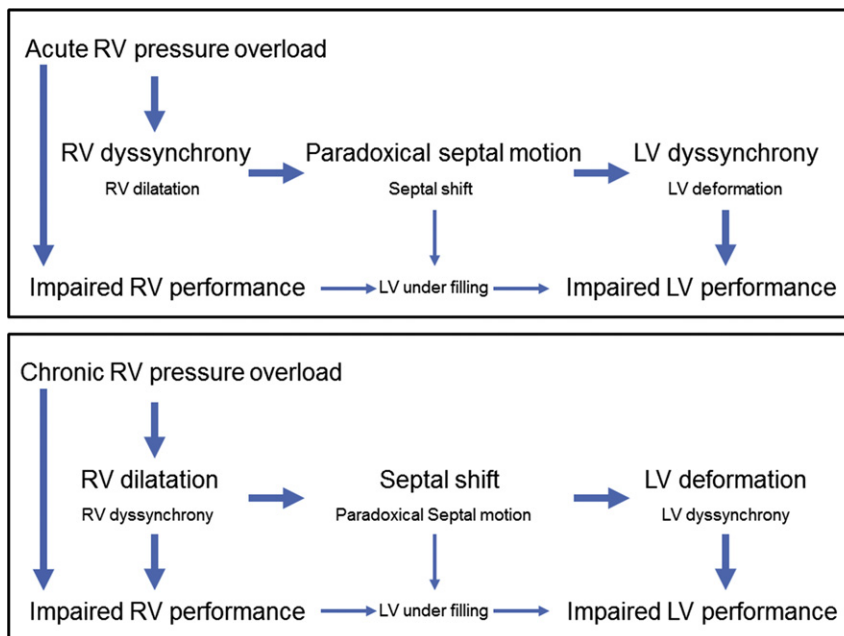 Acute RV pressure overload
RV dyssynchrony Paradoxical septal motion LV dyssynchrony
RV dilatation Septal shift LV deformation
Impaired RV performance LV under filling Impaired LV performance
Chronic RV pressure overload
RV dilatation Septal shift LV deformation
RV dyssynchrony Paradoxical Septal motion LV dyssynchrony
Impaired RV performance LV under filling Impaired LV performance